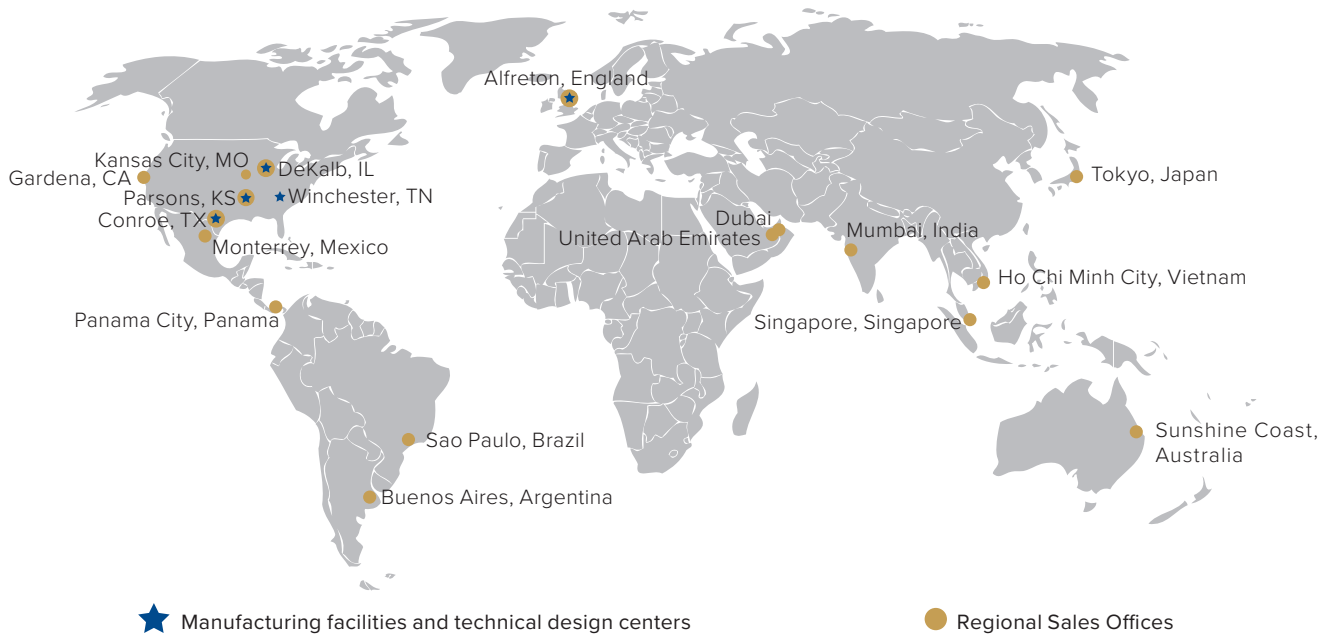 Alfreton, England
Kansas City, MO
DeKalb, IL
Gardena, CA
Tokyo, Japan
Parsons, KS
Winchester, TN
Conroe, TX
Dubai
United Arab Emirates
Mumbai, India
Monterrey, Mexico
Ho Chi Minh City, Vietnam
Panama City, Panama
Singapore, Singapore
Sao Paulo, Brazil
Sunshine Coast,
Australia
Buenos Aires, Argentina
Manufacturing facilities and technical design centers
Regional Sales Offices